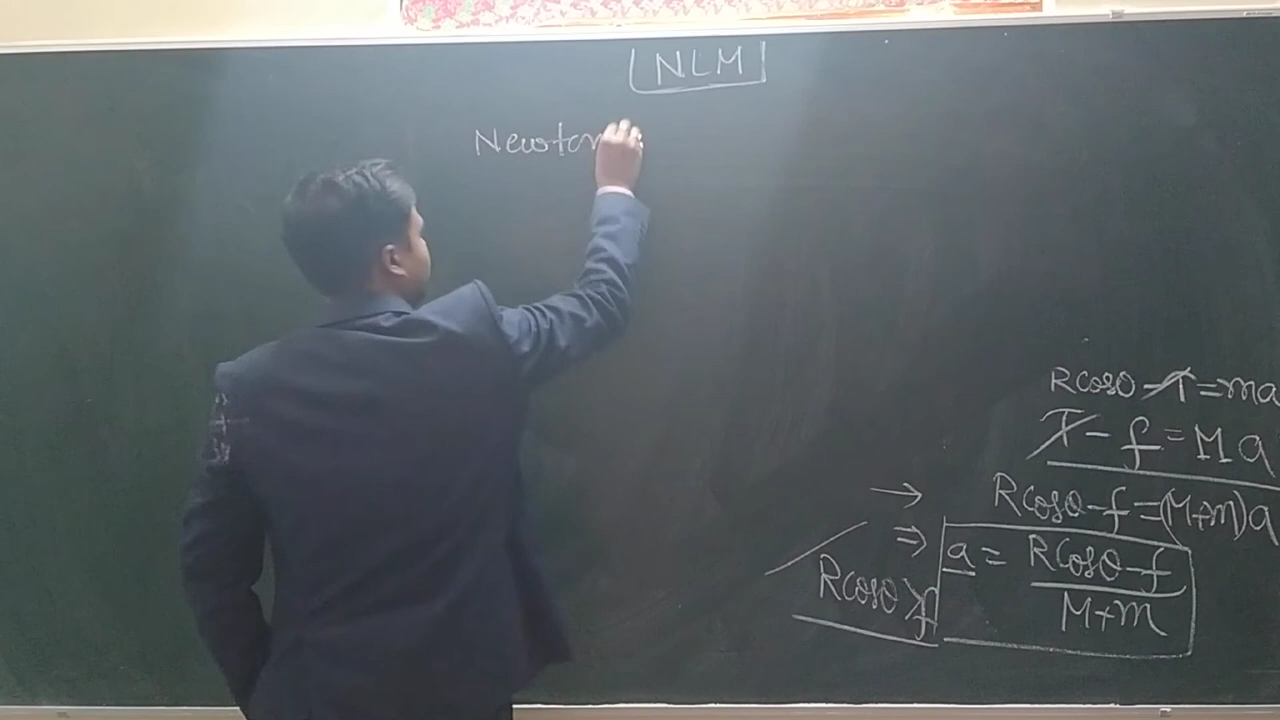 NLM
Newton
Rcosθ - T = ma
T - f = Ma
→ Rcosθ - f = (M+m)a
⇒ a = Rcosθ - f
M+m
Rcosθ > f